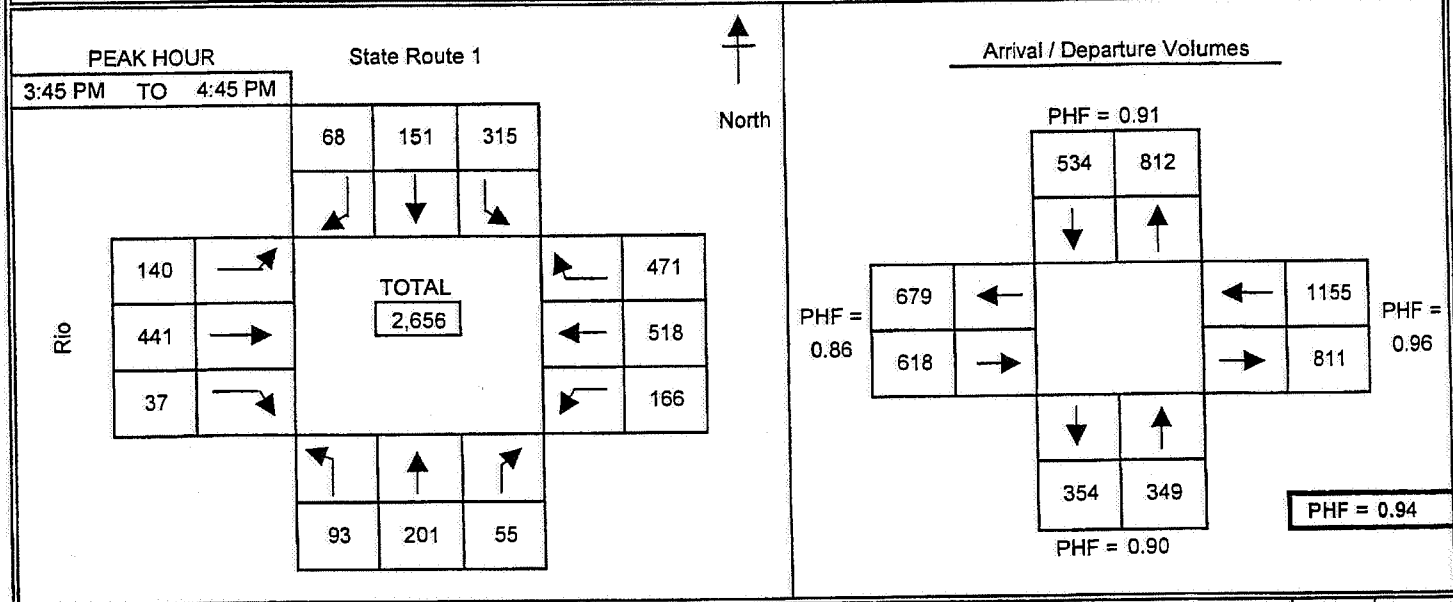 PEAK HOUR
State Route 1
3:45 PM TO 4:45 PM
North
68 151 315
140
441
37
Rio
TOTAL
2,656
471
518
166
93 201 55
Arrival / Departure Volumes
PHF = 0.91
534 812
PHF =
0.86
679
618
1155
811
PHF =
0.96
354 349
PHF = 0.90
PHF = 0.94